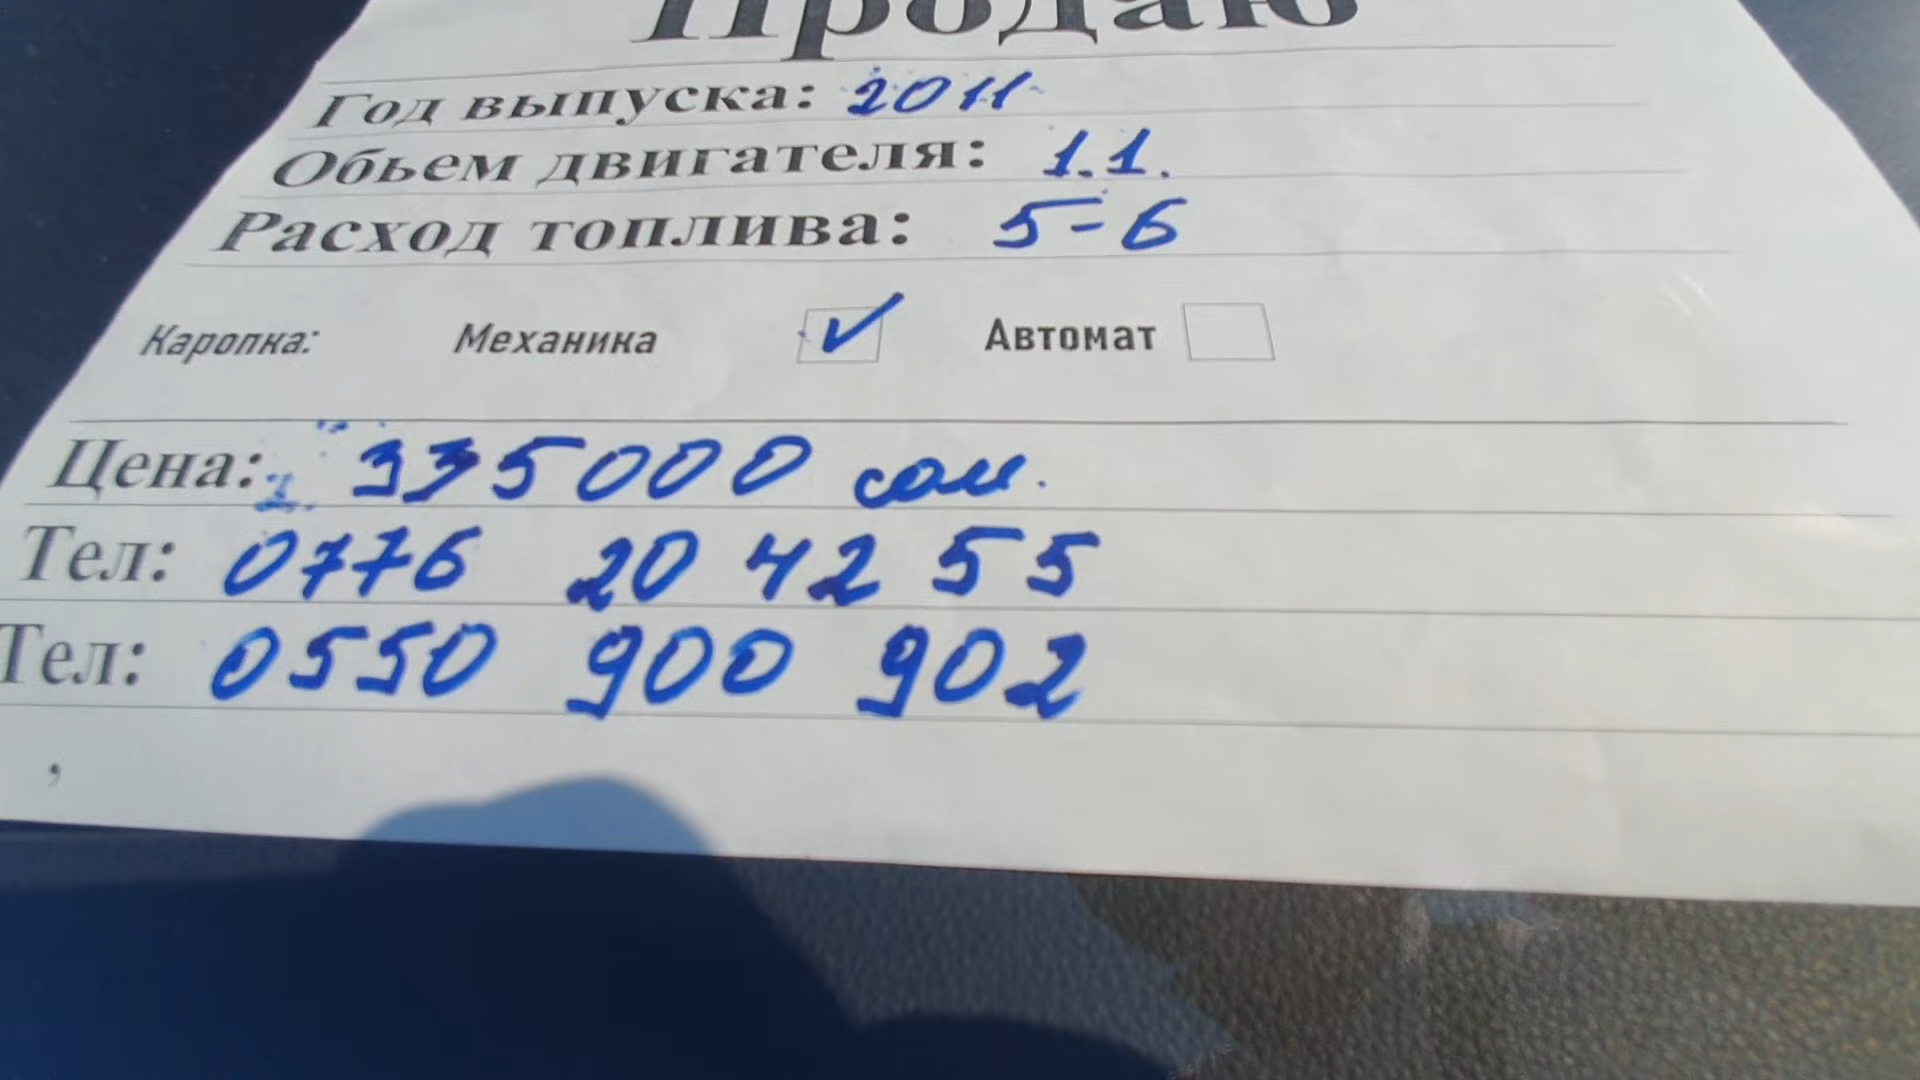 Продаю
Год выпуска: 2011
Обьем двигателя: 1.1.
Расход топлива: 5-6
Каропка: Механика ✓ Автомат
Цена: 335000 сом.
Тел: 0776 20 42 55
Тел: 0550 900 902
,